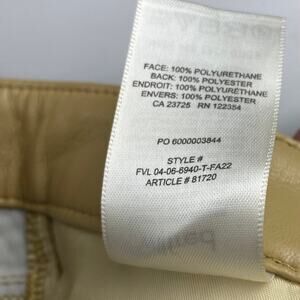 FACE: 100% POLYURETHANE
BACK: 100% POLYESTER
ENDROIT: 100% POLYURETHANE
ENVERS: 100% POLYESTER
CA 23725 RN 122354
PO 6000003844
STYLE #
FVL 04-06-6940-T-FA22
ARTICLE # 81720